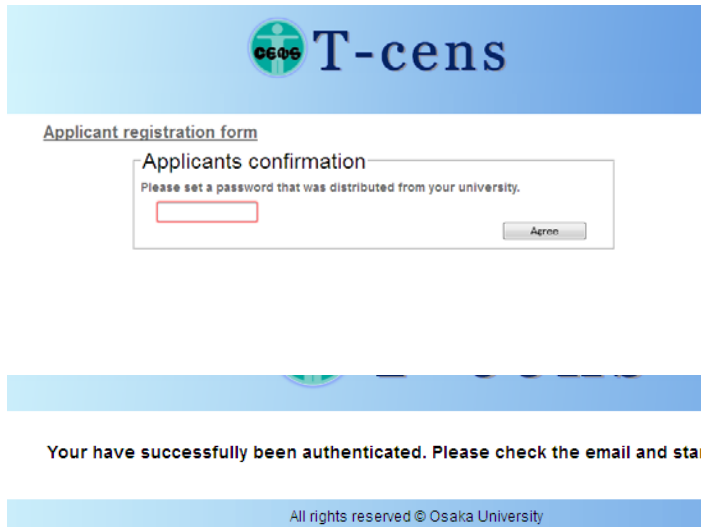 T-cens
Applicant registration form
Applicants confirmation
Please set a password that was distributed from your university.
Agree
Your have successfully been authenticated. Please check the email and
All rights reserved © Osaka University